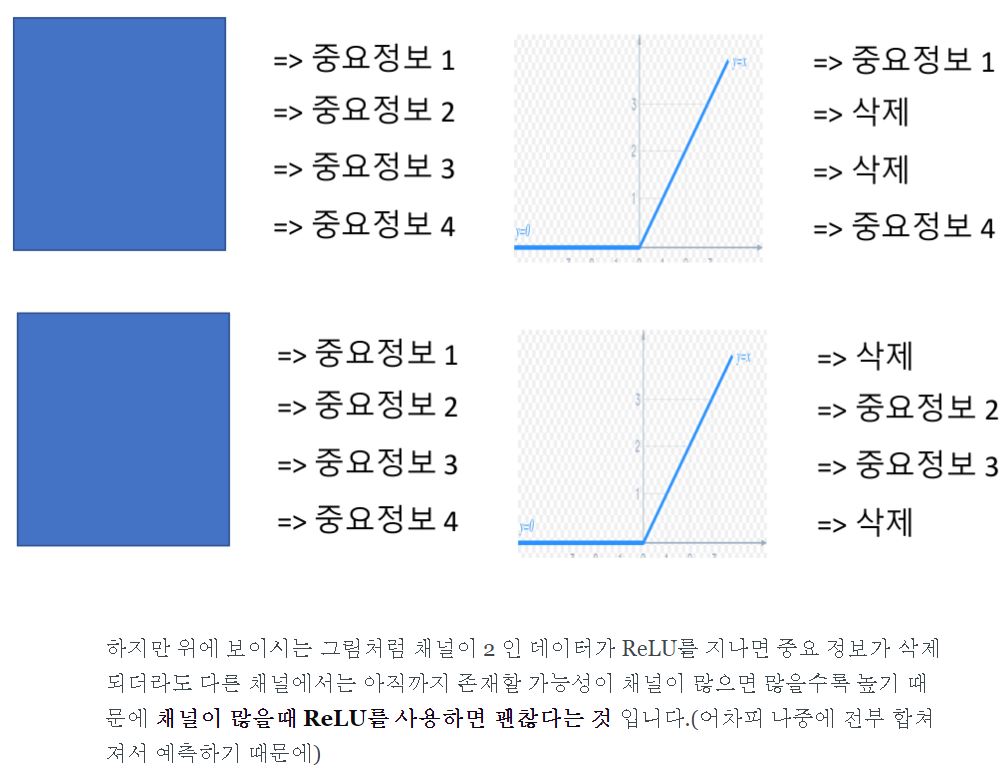 => 중요정보 1
=> 중요정보 2
=> 중요정보 3
=> 중요정보 4
y=x
3
2
1
y=0
=> 중요정보 1
=> 삭제
=> 삭제
=> 중요정보 4
=> 중요정보 1
=> 중요정보 2
=> 중요정보 3
=> 중요정보 4
y=x
3
2
1
y=0
=> 삭제
=> 중요정보 2
=> 중요정보 3
=> 삭제
하지만 위에 보이시는 그림처럼 채널이 2 인 데이터가 ReLU를 지나면 중요 정보가 삭제
되더라도 다른 채널에서는 아직까지 존재할 가능성이 채널이 많으면 많을수록 높기 때
문에 채널이 많을때 ReLU를 사용하면 괜찮다는 것 입니다.(어차피 나중에 전부 합쳐
져서 예측하기 때문에)